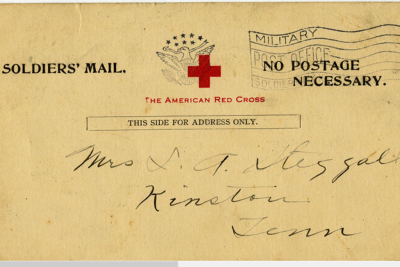 SOLDIERS' MAIL.
MILITARY
POST OFFICE
SOLDIER
NO POSTAGE
NECESSARY.
THE AMERICAN RED CROSS
THIS SIDE FOR ADDRESS ONLY.
Mrs
Kinston
Tenn